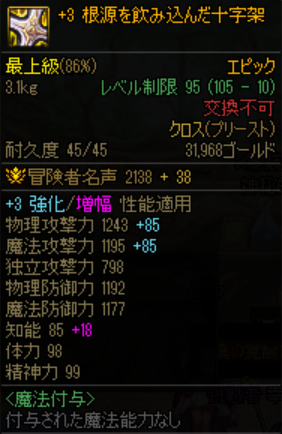 +3 根源を飲み込んだ十字架
最上級(86%) エピック
3.1kg レベル制限 95 (105 - 10)
交換不可
クロス(プリースト)
耐久度 45/45 31,968ゴールド
冒険者名声 2138 + 38
+3 強化/増幅 性能適用
物理攻撃力 1243 +85
魔法攻撃力 1195 +85
独立攻撃力 798
物理防御力 1192
魔法防御力 1177
知能 85 +18
体力 98
精神力 99
<魔法付与>
付与された魔法能力なし